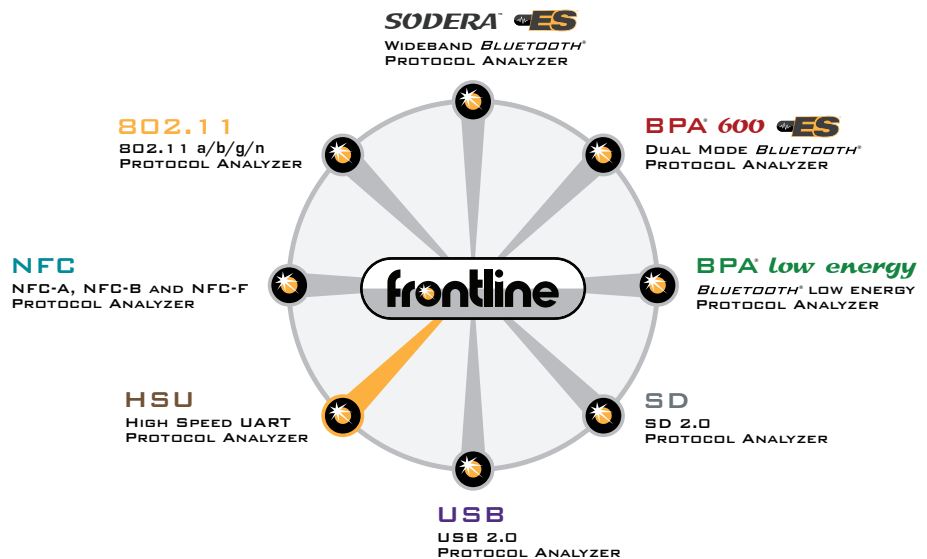 SODERA™ ES
WIDEBAND BLUETOOTH®
PROTOCOL ANALYZER
802.11
802.11 a/b/g/n
PROTOCOL ANALYZER
BPA® 600 ES
DUAL MODE BLUETOOTH®
PROTOCOL ANALYZER
NFC
NFC-A, NFC-B AND NFC-F
PROTOCOL ANALYZER
frontline
BPA® low energy
BLUETOOTH® LOW ENERGY
PROTOCOL ANALYZER
HSU
HIGH SPEED UART
PROTOCOL ANALYZER
SD
SD 2.0
PROTOCOL ANALYZER
USB
USB 2.0
PROTOCOL ANALYZER